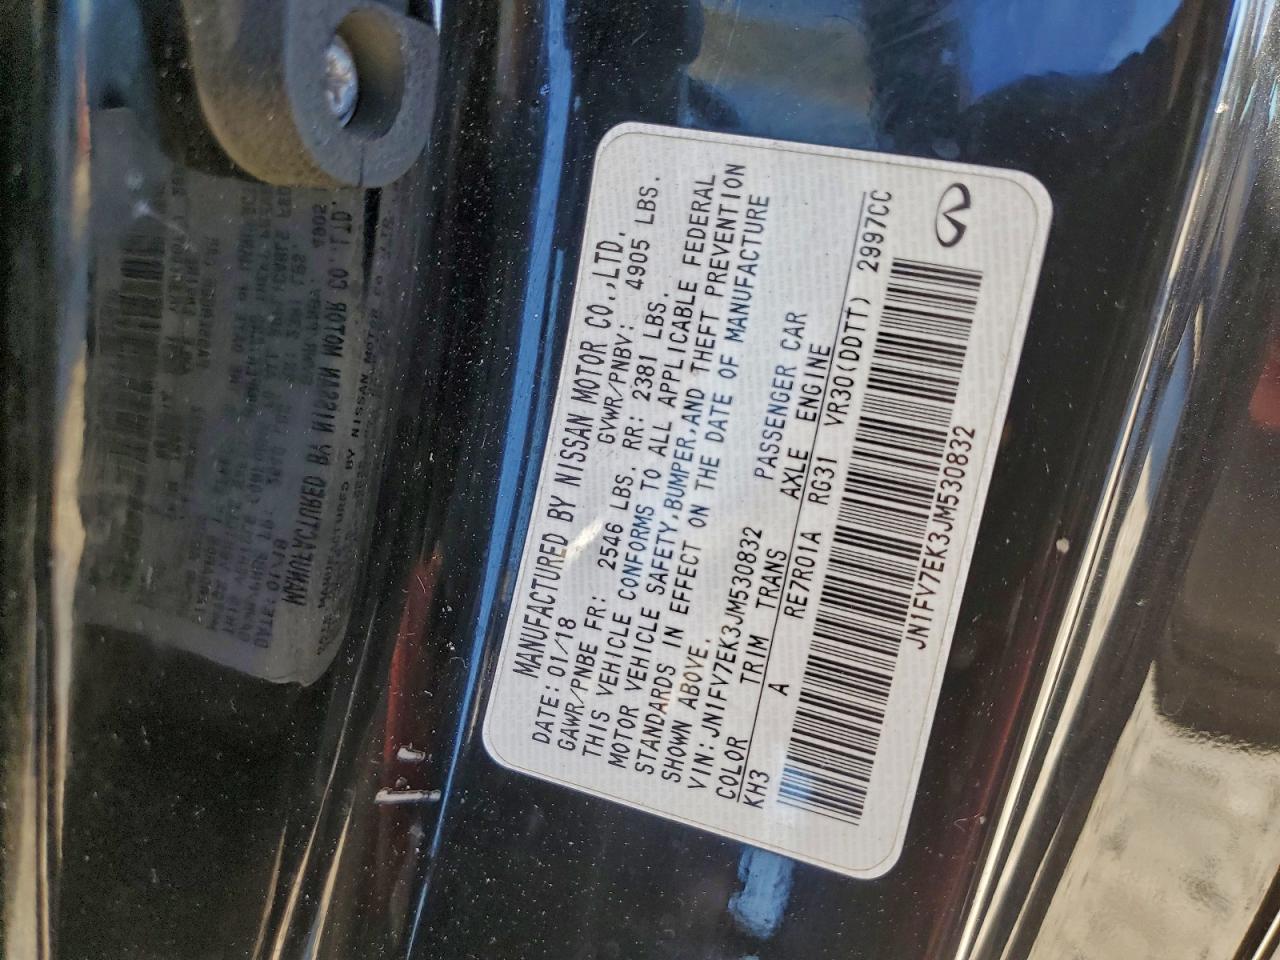 MANUFACTURED BY NISSAN MOTOR CO.,LTD.
DATE: 01/18 GVWR/PNBV: 4905 LBS.
GAWR/PNBE FR: 2546 LBS. RR: 2381 LBS.
THIS VEHICLE CONFORMS TO ALL APPLICABLE FEDERAL
MOTOR VEHICLE SAFETY,BUMPER,AND THEFT PREVENTION
STANDARDS IN EFFECT ON THE DATE OF MANUFACTURE
SHOWN ABOVE.
VIN: JN1FV7EK3JM530832 PASSENGER CAR
COLOR TRIM TRANS AXLE ENGINE
KH3 A RE7R01A RG31 VR30(DDTT) 2997CC
JN1FV7EK3JM530832